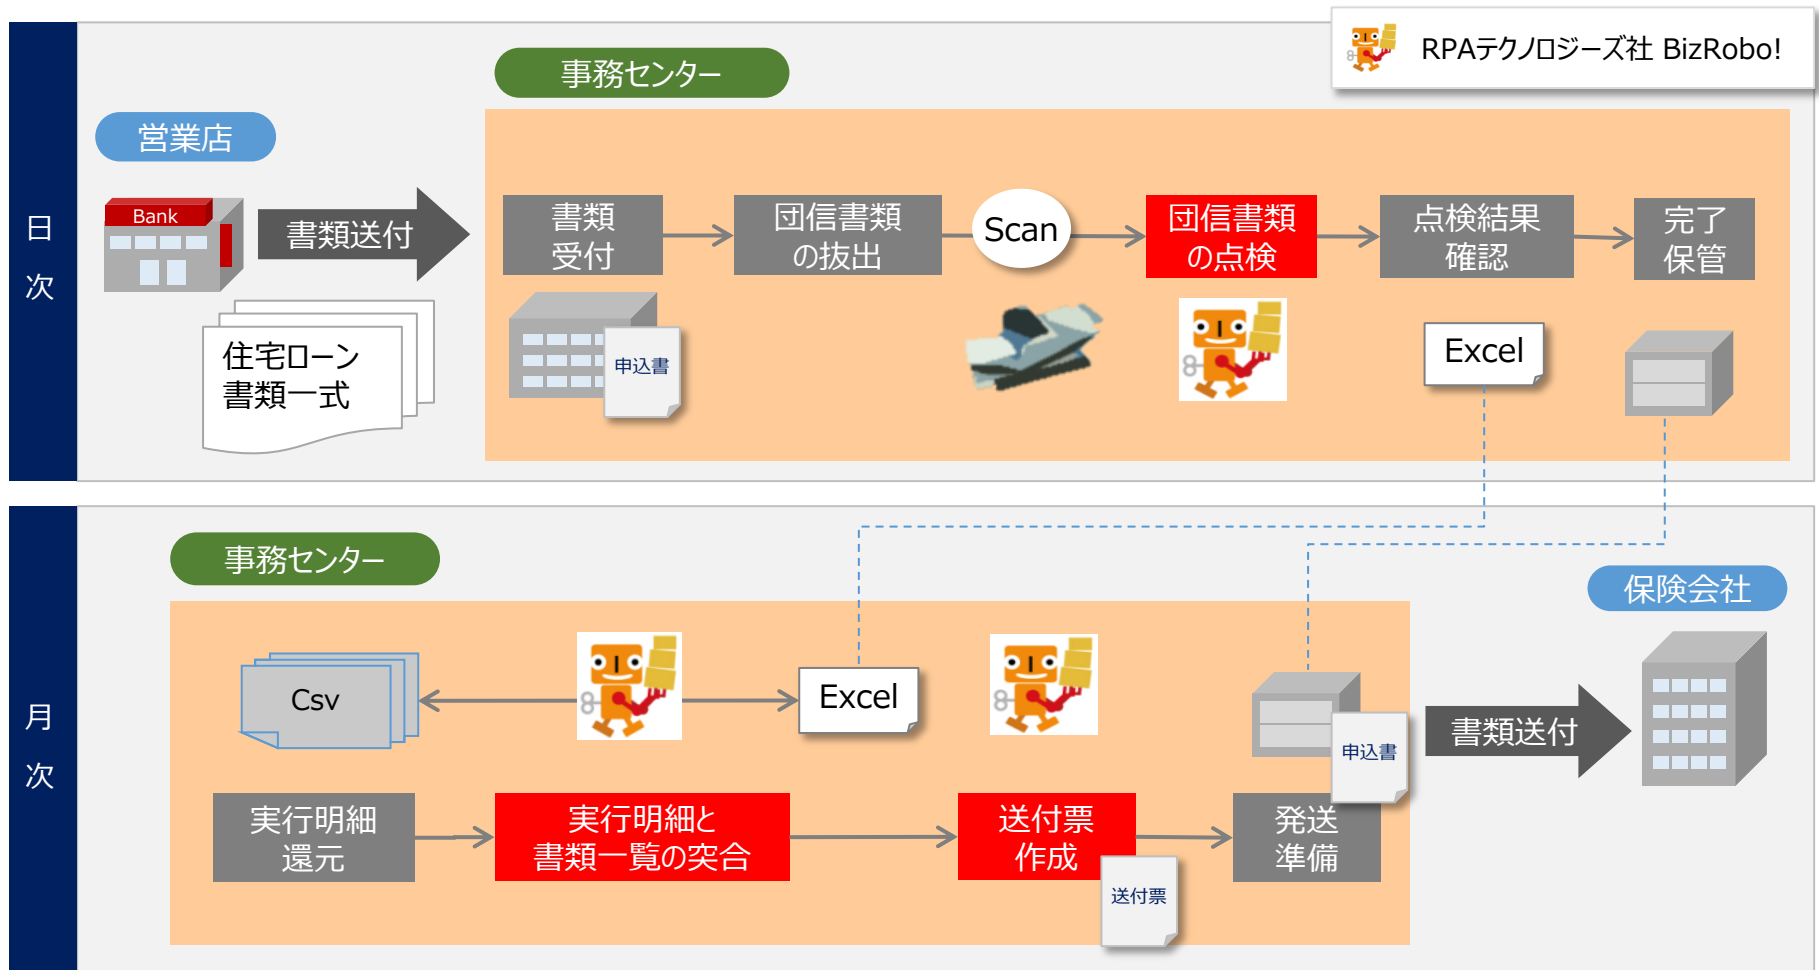 RPAテクノロジーズ社 BizRobo!
日
次
事務センター
営業店
Bank
書類送付
住宅ローン
書類一式
書類
受付
申込書
団信書類
の抜出
Scan
団信書類
の点検
点検結果
確認
Excel
完了
保管
月
次
事務センター
保険会社
Csv
Excel
申込書
書類送付
実行明細
還元
実行明細と
書類一覧の突合
送付票
作成
送付票
発送
準備